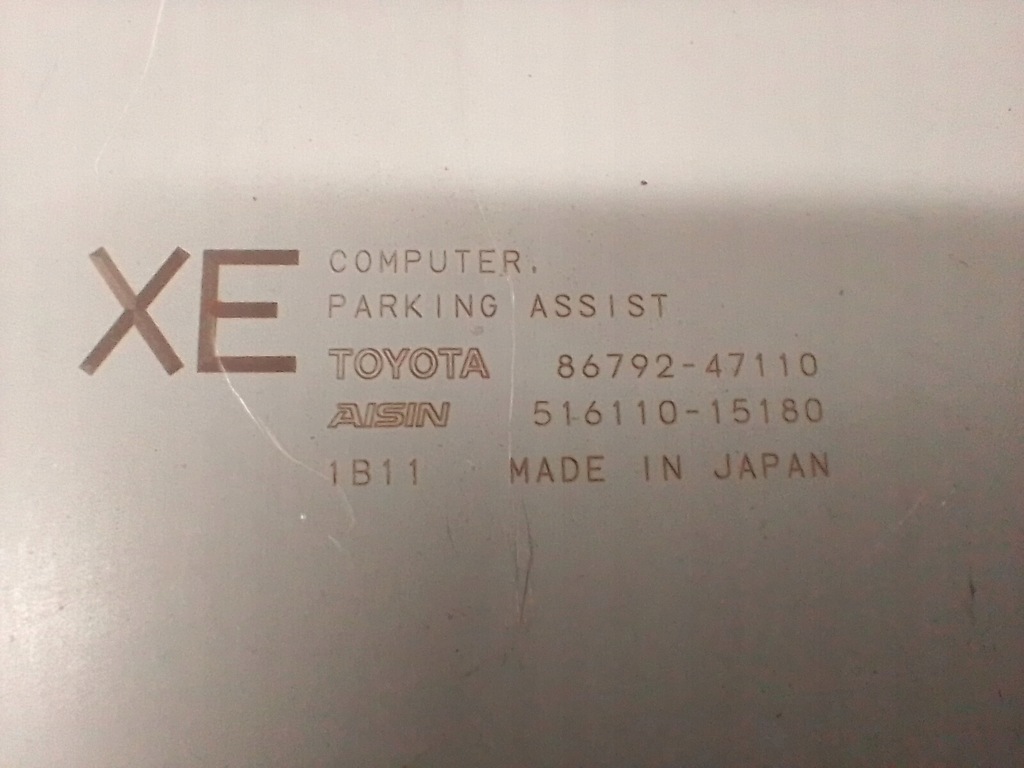 XE
COMPUTER,
PARKING ASSIST
TOYOTA 86792-47110
AISIN 516110-15180
1B11 MADE IN JAPAN